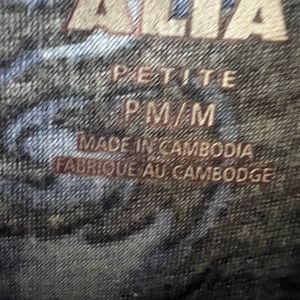 ALIA
PETITE
PM/M
MADE IN CAMBODIA
FABRIQUÉ AU CAMBODGE